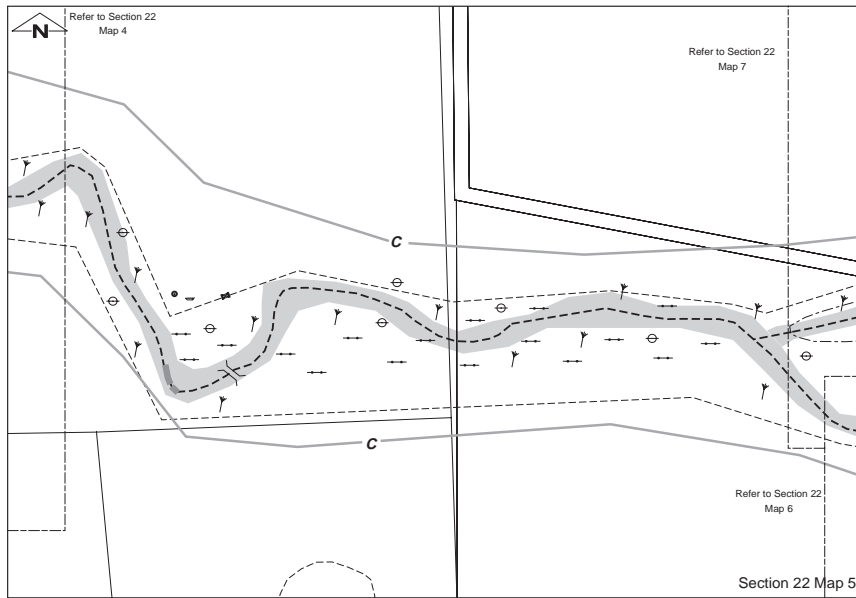 Refer to Section 22
Map 4
N
Refer to Section 22
Map 7
C
C
Refer to Section 22
Map 6
Section 22 Map 5